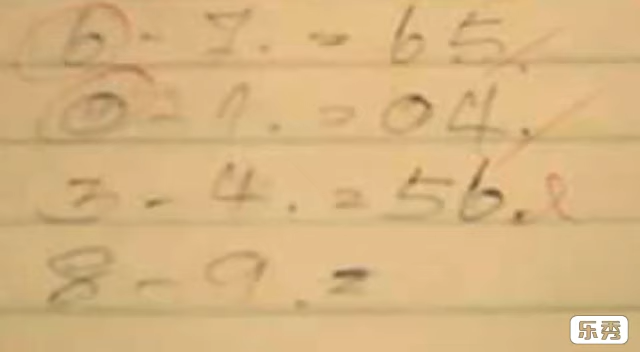 6 - 7. = 65
0 - 1. = 04.
3 - 4. = 56.
8 - 9. =
乐秀